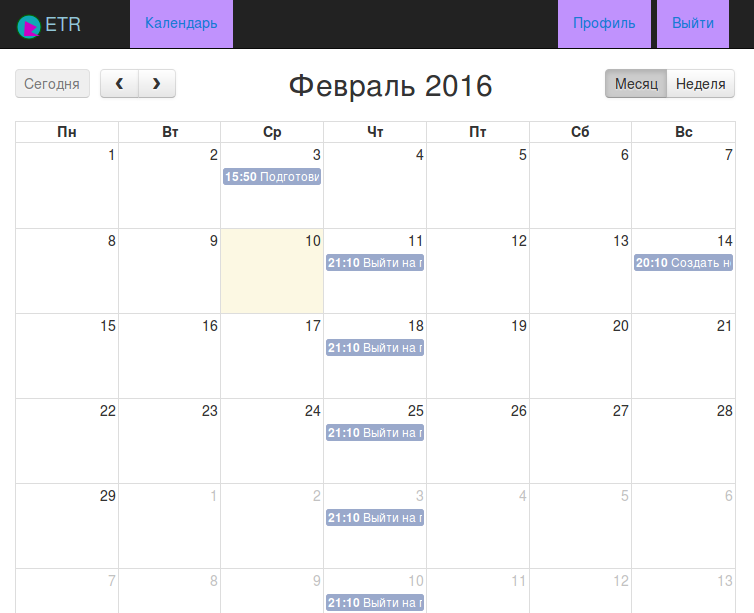 ETR Календарь Профиль Выйти
Сегодня Февраль 2016 Месяц Неделя
Пн Вт Ср Чт Пт Сб Вс
1 2 3 4 5 6 7
15:50 Подготови
8 9 10 11 12 13 14
21:10 Выйти на 20:10 Создать
15 16 17 18 19 20 21
21:10 Выйти на
22 23 24 25 26 27 28
21:10 Выйти на
29 1 2 3 4 5 6
21:10 Выйти на
7 8 9 10 11 12 13
21:10 Выйти на